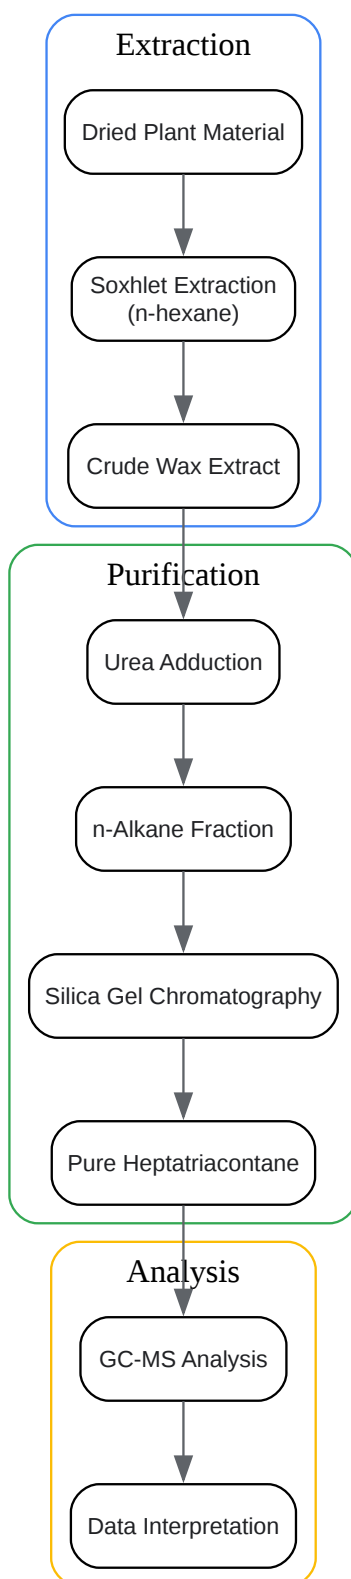 Extraction
Dried Plant Material
Soxhlet Extraction
(n-hexane)
Crude Wax Extract
Purification
Urea Adduction
n-Alkane Fraction
Silica Gel Chromatography
Pure Heptatriacontane
Analysis
GC-MS Analysis
Data Interpretation